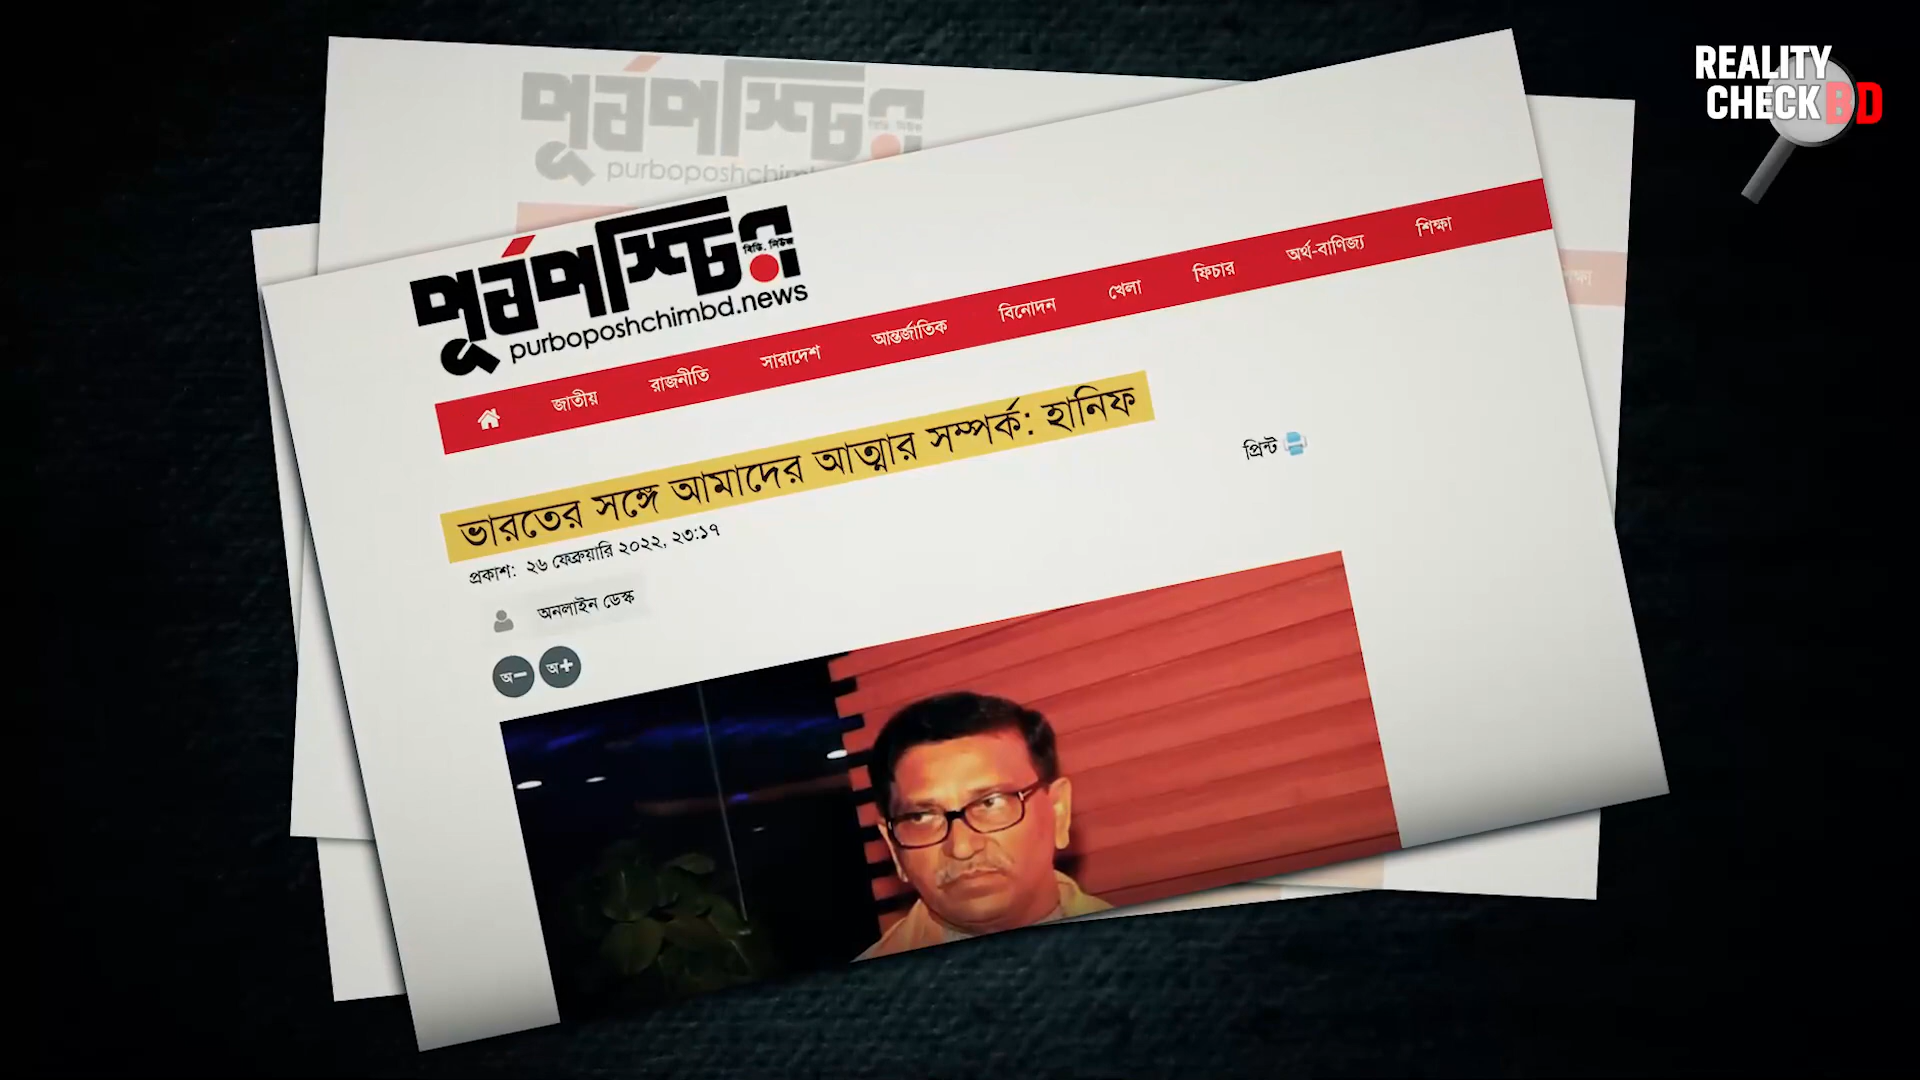 REALITY
CHECK BD
পূর্বপশ্চিম
purboposhchim
পূর্বপশ্চিম
বিডি. নিউজ
purboposhchimbd.news
জাতীয় রাজনীতি সারাদেশ আন্তর্জাতিক বিনোদন খেলা ফিচার অর্থ-বাণিজ্য শিক্ষা
ভারতের সঙ্গে আমাদের আত্মার সম্পর্ক: হানিফ
প্রিন্ট
প্রকাশ: ২৬ ফেব্রুয়ারি ২০২২, ২৩:১৭
অনলাইন ডেস্ক
অ- অ+